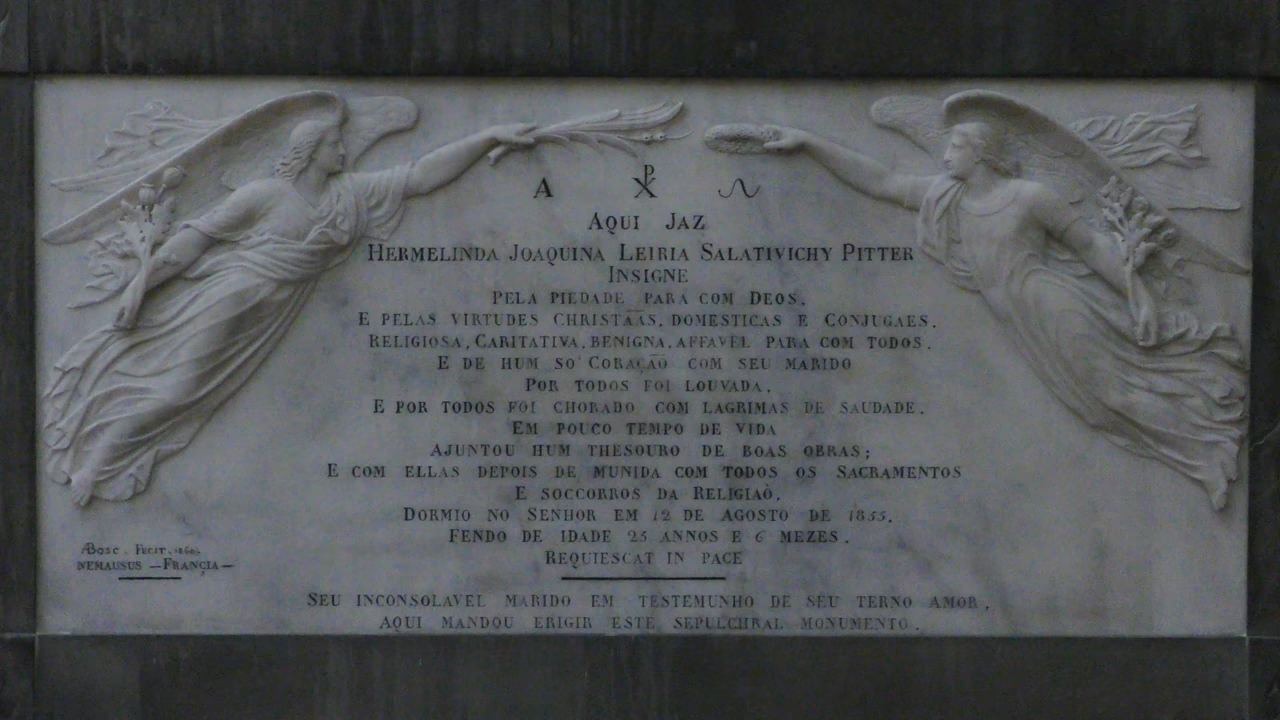 Α ☧ ω
AQUI JAZ
HERMELINDA JOAQUINA LEIRIA SALATIVICHY PITTER
INSIGNE
PELA PIEDADE PARA COM DEOS,
E PELAS VIRTUDES CHRISTÃAS, DOMESTICAS E CONJUGAES.
RELIGIOSA, CARITATIVA, BENIGNA, AFFAVEL PARA COM TODOS.
E DE HUM SO' CORAÇÃO COM SEU MARIDO
POR TODOS FOI LOUVADA,
E POR TODOS FOI CHORADO COM LAGRIMAS DE SAUDADE.
EM POUCO TEMPO DE VIDA
AJUNTOU HUM THESOURO DE BOAS OBRAS;
E COM ELLAS DEPOIS DE MUNIDA COM TODOS OS SACRAMENTOS
E SOCCORROS DA RELIGIAÕ,
DORMIO NO SENHOR EM 12 DE AGOSTO DE 1855,
FENDO DE IDADE 25 ANNOS E 6 MEZES.
REQUIESCAT IN PACE
SEU INCONSOLAVEL MARIDO EM TESTEMUNHO DE SEU TERNO AMOR,
AQUI MANDOU ERIGIR ESTE SEPULCHRAL MONUMENTO.
ABOSC. FECIT. 1860.
NEMAUSUS — FRANÇIA —